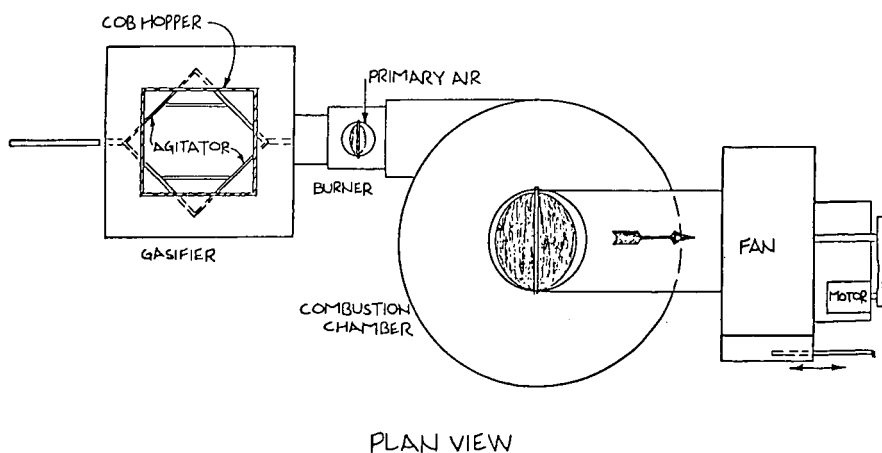 COB HOPPER
PRIMARY AIR
AGITATOR
BURNER
GASIFIER
FAN
MOTOR
COMBUSTION
CHAMBER
PLAN VIEW